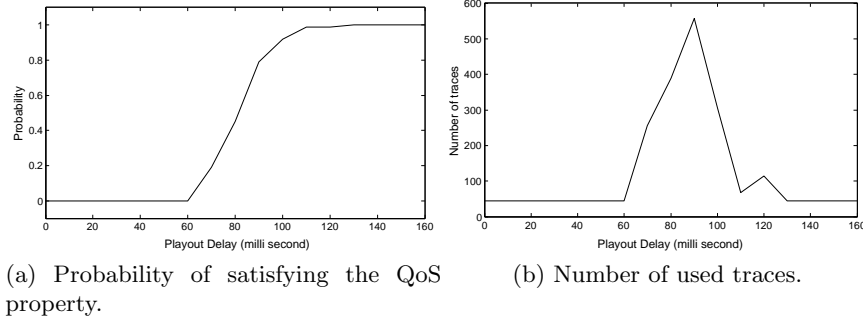 1
0.8
0.6
0.4
0.2
0
Probability
0 20 40 60 80 100 120 140 160
Playout Delay (milli second)
(a) Probability of satisfying the QoS
property.
600
500
400
300
200
100
0
Number of traces
0 20 40 60 80 100 120 140 160
Playout Delay (milli second)
(b) Number of used traces.